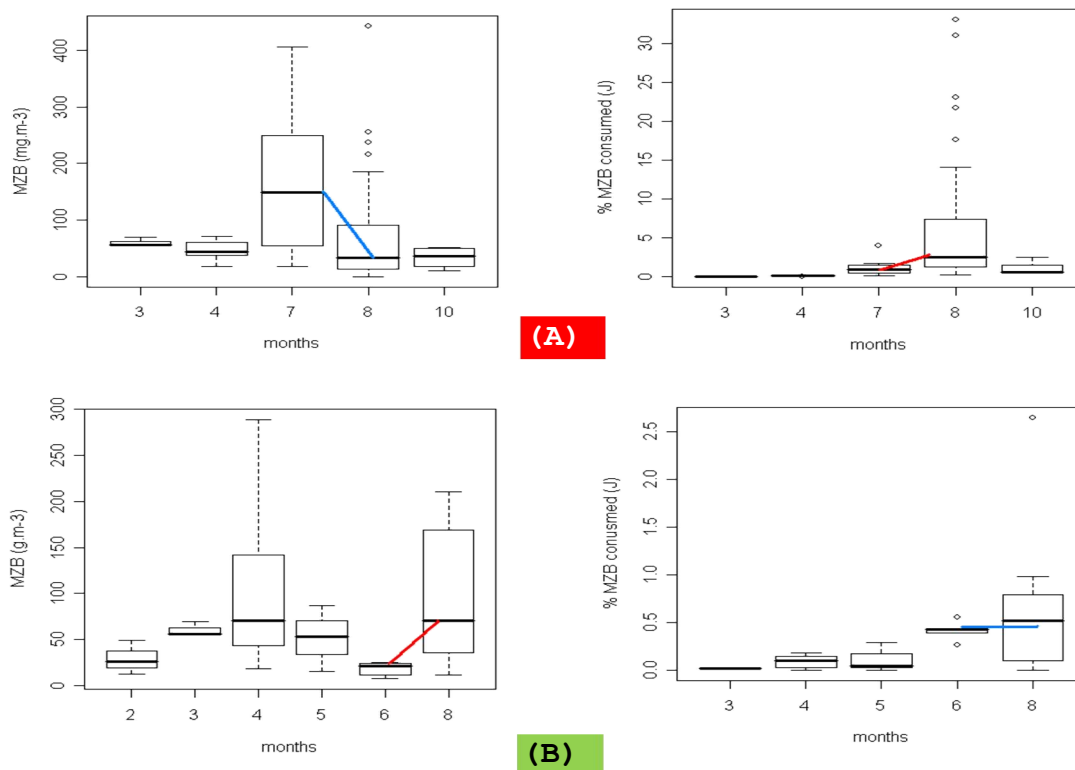 MZB (mg.m-3)
400
300
200
100
0
3 4 7 8 10
months
% MZB consumed (J)
30
25
20
15
10
5
0
3 4 7 8 10
months
(A)
MZB (g.m-3)
300
250
200
150
100
50
0
2 3 4 5 6 8
months
% MZB conusmed (J)
2.5
2.0
1.5
1.0
0.5
0.0
3 4 5 6 8
months
(B)